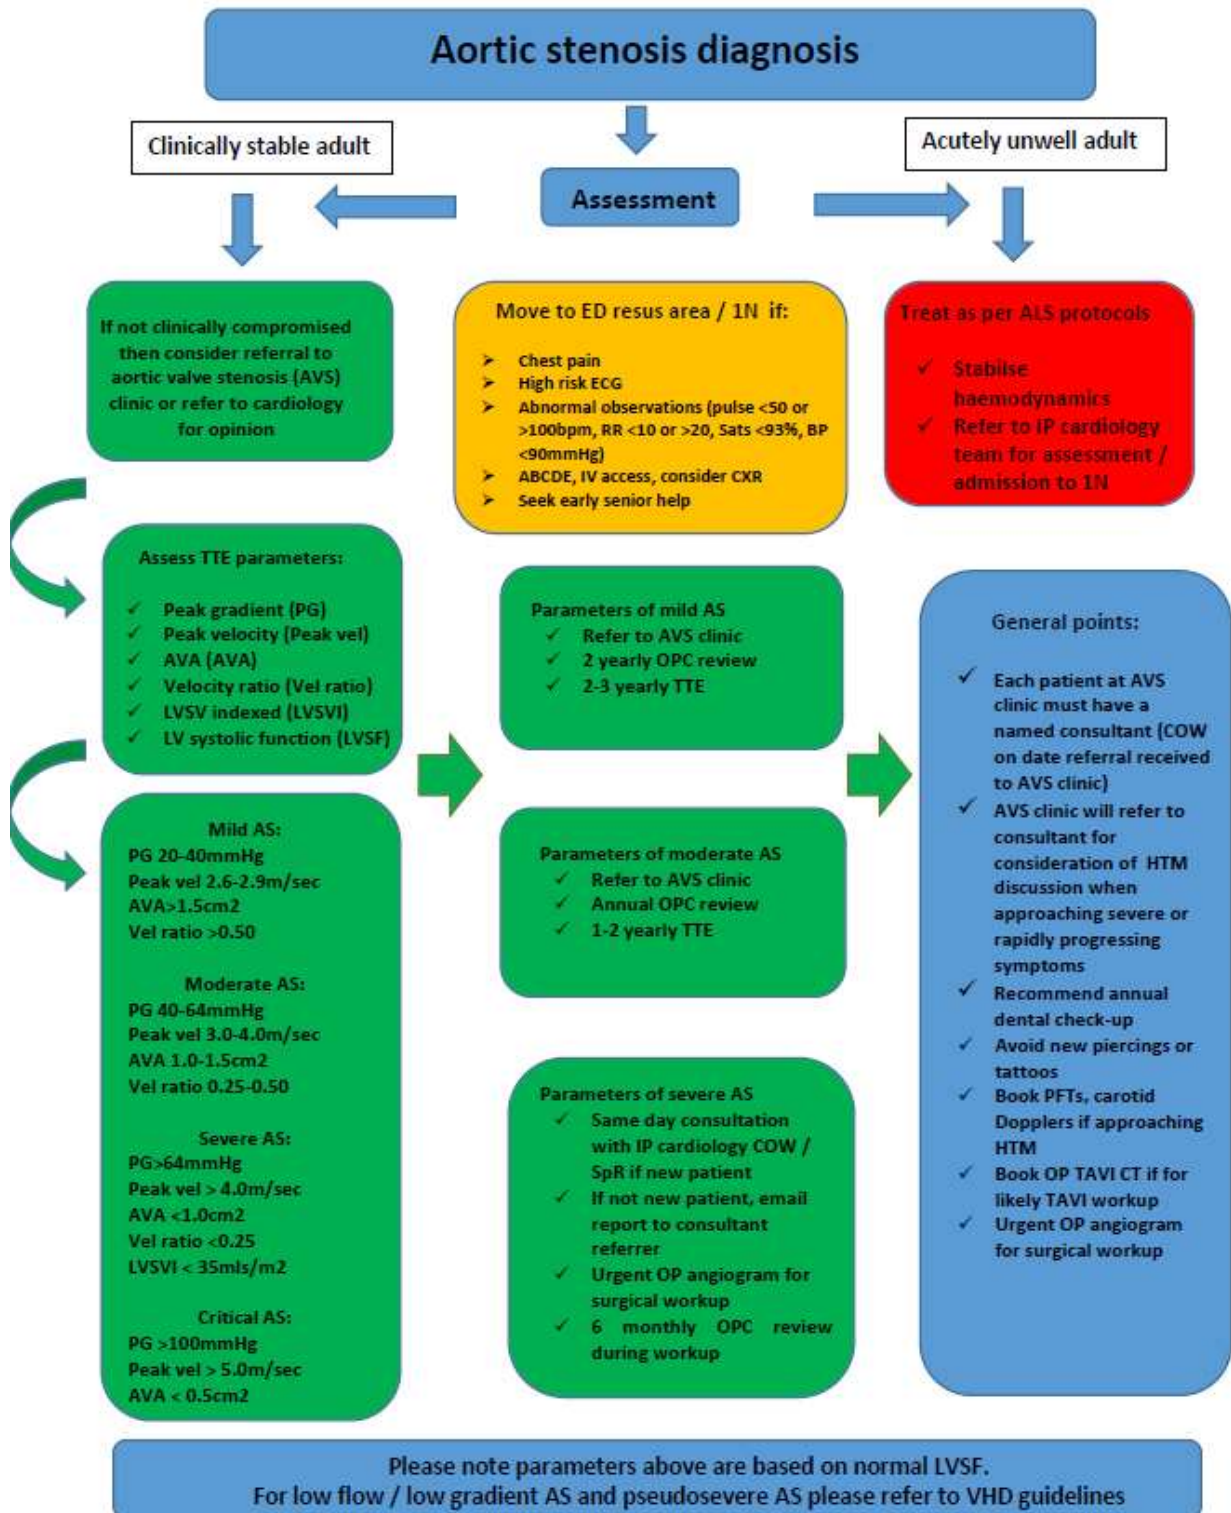 Aortic stenosis diagnosis
Clinically stable adult
Acutely unwell adult
Assessment
If not clinically compromised
then consider referral to
aortic valve stenosis (AVS)
clinic or refer to cardiology
for opinion
Move to ED resus area / 1N if:
➤ Chest pain
➤ High risk ECG
➤ Abnormal observations (pulse <50 or
>100bpm, RR <10 or >20, Sats <93%, BP
<90mmHg)
➤ ABCDE, IV access, consider CXR
➤ Seek early senior help
Treat as per ALS protocols
✓ Stabilse
haemodynamics
✓ Refer to IP cardiology
team for assessment /
admission to 1N
Assess TTE parameters:
✓ Peak gradient (PG)
✓ Peak velocity (Peak vel)
✓ AVA (AVA)
✓ Velocity ratio (Vel ratio)
✓ LVSV indexed (LVSVI)
✓ LV systolic function (LVSF)
Mild AS:
PG 20-40mmHg
Peak vel 2.6-2.9m/sec
AVA>1.5cm2
Vel ratio >0.50
Moderate AS:
PG 40-64mmHg
Peak vel 3.0-4.0m/sec
AVA 1.0-1.5cm2
Vel ratio 0.25-0.50
Severe AS:
PG>64mmHg
Peak vel > 4.0m/sec
AVA <1.0cm2
Vel ratio <0.25
LVSVI < 35mls/m2
Critical AS:
PG >100mmHg
Peak vel > 5.0m/sec
AVA < 0.5cm2
Parameters of mild AS
✓ Refer to AVS clinic
✓ 2 yearly OPC review
✓ 2-3 yearly TTE
Parameters of moderate AS
✓ Refer to AVS clinic
✓ Annual OPC review
✓ 1-2 yearly TTE
Parameters of severe AS
✓ Same day consultation
with IP cardiology COW /
SpR if new patient
✓ If not new patient, email
report to consultant
referrer
✓ Urgent OP angiogram for
surgical workup
✓ 6 monthly OPC review
during workup
General points:
✓ Each patient at AVS
clinic must have a
named consultant (COW
on date referral received
to AVS clinic)
✓ AVS clinic will refer to
consultant for
consideration of HTM
discussion when
approaching severe or
rapidly progressing
symptoms
✓ Recommend annual
dental check-up
✓ Avoid new piercings or
tattoos
✓ Book PFTs, carotid
Dopplers if approaching
HTM
✓ Book OP TAVI CT if for
likely TAVI workup
✓ Urgent OP angiogram
for surgical workup
Please note parameters above are based on normal LVSF.
For low flow / low gradient AS and pseudosevere AS please refer to VHD guidelines